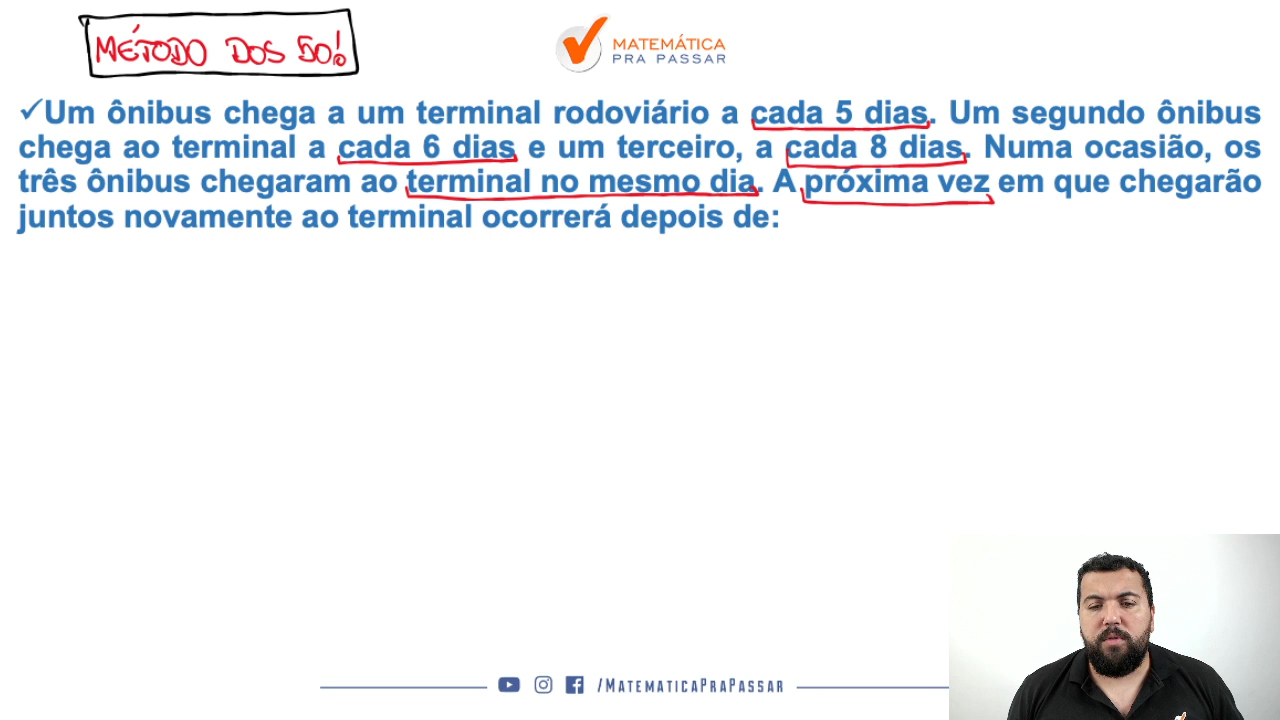 MÉTODO DOS 50!
MATEMÁTICA
PRA PASSAR
✓Um ônibus chega a um terminal rodoviário a cada 5 dias. Um segundo ônibus
chega ao terminal a cada 6 dias e um terceiro, a cada 8 dias. Numa ocasião, os
três ônibus chegaram ao terminal no mesmo dia. A próxima vez em que chegarão
juntos novamente ao terminal ocorrerá depois de:
/MATEMATICAPRAPASSAR